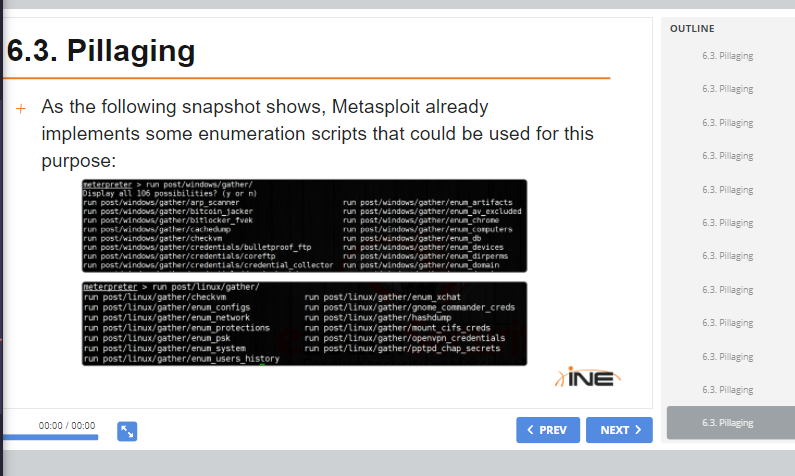 6.3. Pillaging
+ As the following snapshot shows, Metasploit already
implements some enumeration scripts that could be used for this
purpose:
meterpreter > run post/windows/gather/
Display all 106 possibilities? (y or n)
run post/windows/gather/arp_scanner run post/windows/gather/enum_artifacts
run post/windows/gather/bitcoin_jacker run post/windows/gather/enum_av_excluded
run post/windows/gather/bitlocker_fvek run post/windows/gather/enum_chrome
run post/windows/gather/cachedump run post/windows/gather/enum_computers
run post/windows/gather/checkvm run post/windows/gather/enum_db
run post/windows/gather/credentials/bulletproof_ftp run post/windows/gather/enum_devices
run post/windows/gather/credentials/coreftp run post/windows/gather/enum_dirperms
run post/windows/gather/credentials/credential_collector run post/windows/gather/enum_domain
meterpreter > run post/linux/gather/
run post/linux/gather/checkvm run post/linux/gather/enum_xchat
run post/linux/gather/enum_configs run post/linux/gather/gnome_commander_creds
run post/linux/gather/enum_network run post/linux/gather/hashdump
run post/linux/gather/enum_protections run post/linux/gather/mount_cifs_creds
run post/linux/gather/enum_psk run post/linux/gather/openvpn_credentials
run post/linux/gather/enum_system run post/linux/gather/pptpd_chap_secrets
run post/linux/gather/enum_users_history
INE
00:00 / 00:00
PREV
NEXT
OUTLINE
6.3. Pillaging
6.3. Pillaging
6.3. Pillaging
6.3. Pillaging
6.3. Pillaging
6.3. Pillaging
6.3. Pillaging
6.3. Pillaging
6.3. Pillaging
6.3. Pillaging
6.3. Pillaging
6.3. Pillaging